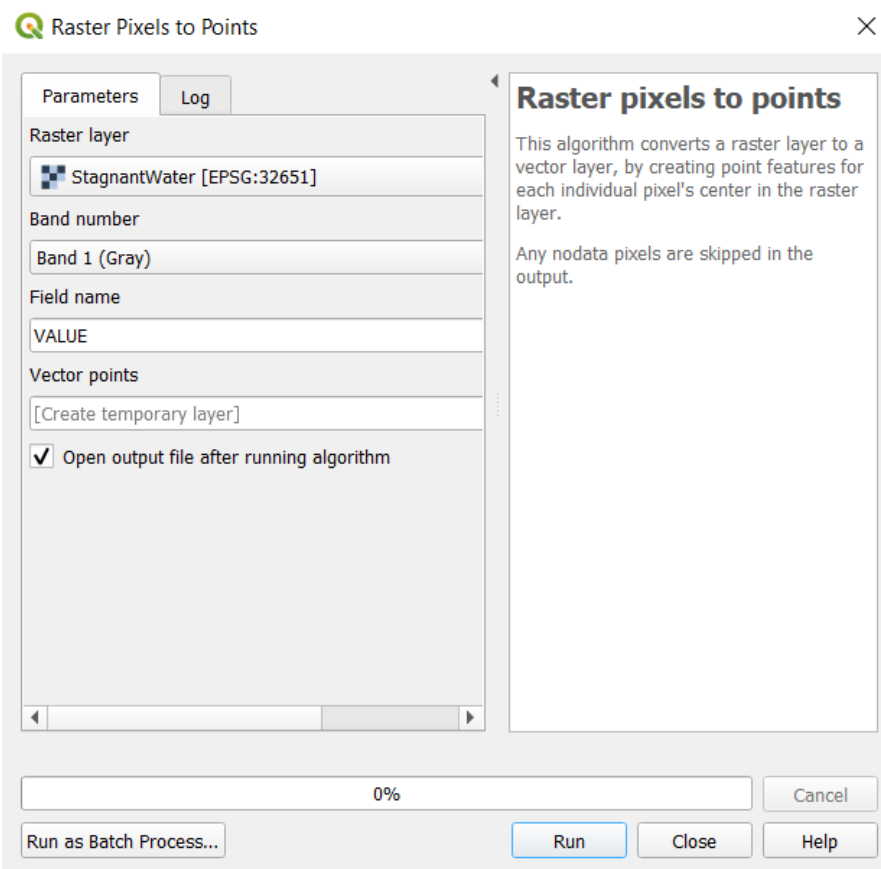 Raster Pixels to Points
Parameters
Log
Raster layer
StagnantWater [EPSG:32651]
Band number
Band 1 (Gray)
Field name
VALUE
Vector points
[Create temporary layer]
Open output file after running algorithm
Raster pixels to points
This algorithm converts a raster layer to a
vector layer, by creating point features for
each individual pixel's center in the raster
layer.
Any nodata pixels are skipped in the
output.
0%
Cancel
Run as Batch Process...
Run
Close
Help